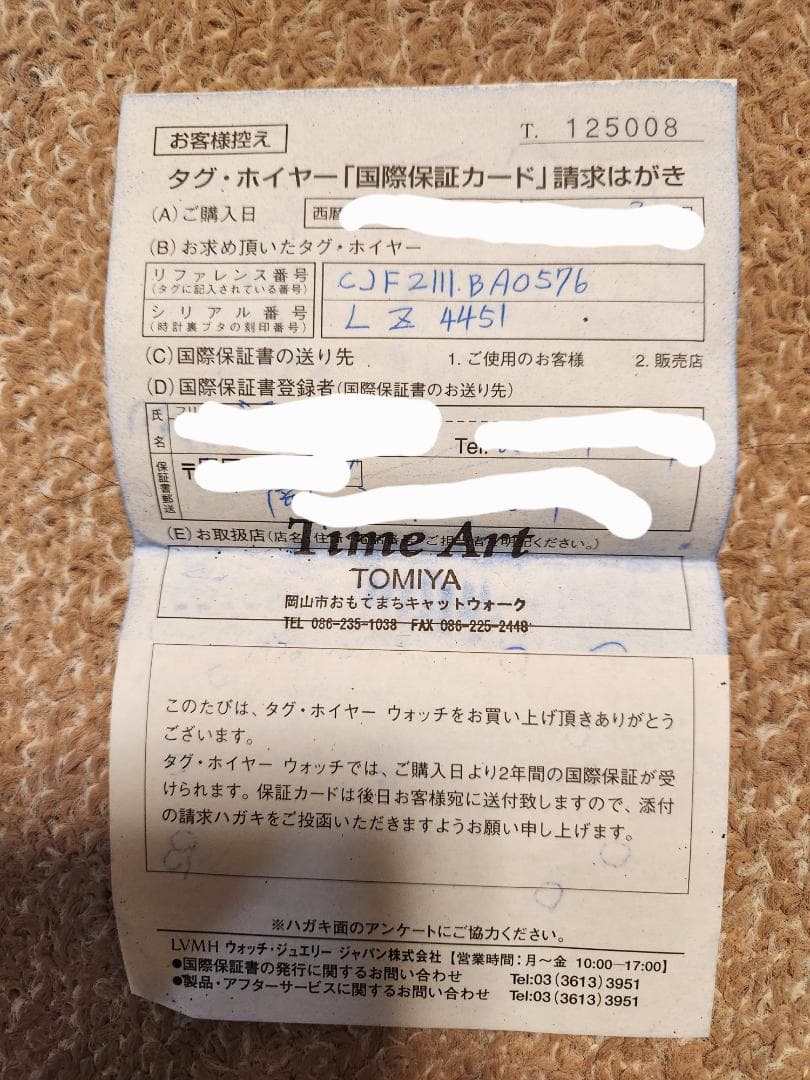 お客様控え
T. 125008
タグ・ホイヤー「国際保証カード」請求はがき
(A)ご購入日
西暦
(B)お求め頂いたタグ・ホイヤー
リファレンス番号
(タグに記入されている番号)
CJF2111.BA0576
シリアル番号
(時計裏ブタの刻印番号)
LZ 4451
(C)国際保証書の送り先 1. ご使用のお客様 2. 販売店
(D)国際保証書登録者(国際保証書のお送り先)
氏名
フリ
Tel.
保証書郵送
〒
(E)お取扱店(店名
ください。)
Time Art
TOMIYA
岡山市おもてまちキャットウォーク
TEL 086-235-1038 FAX 086-225-2448
このたびは、タグ・ホイヤー ウォッチをお買い上げ頂きありがとう
ございます。
タグ・ホイヤー ウォッチでは、ご購入日より2年間の国際保証が受
けられます。保証カードは後日お客様宛に送付致しますので、添付
の請求ハガキをご投函いただきますようお願い申し上げます。
※ハガキ面のアンケートにご協力ください。
LVMH ウォッチ・ジュエリー ジャパン株式会社【営業時間：月〜金 10:00―17:00】
●国際保証書の発行に関するお問い合わせ Tel:03(3613)3951
●製品・アフターサービスに関するお問い合わせ Tel:03(3613)3951